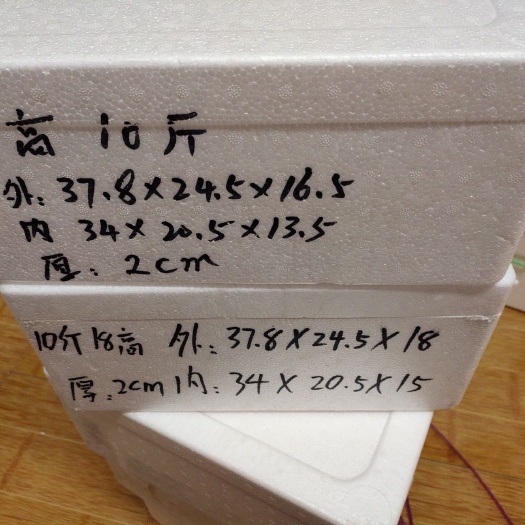 高 10斤
外: 37.8×24.5×16.5
内 34×20.5×13.5
厚: 2cm
10斤18高 外: 37.8×24.5×18
厚:2cm 内: 34×20.5×15